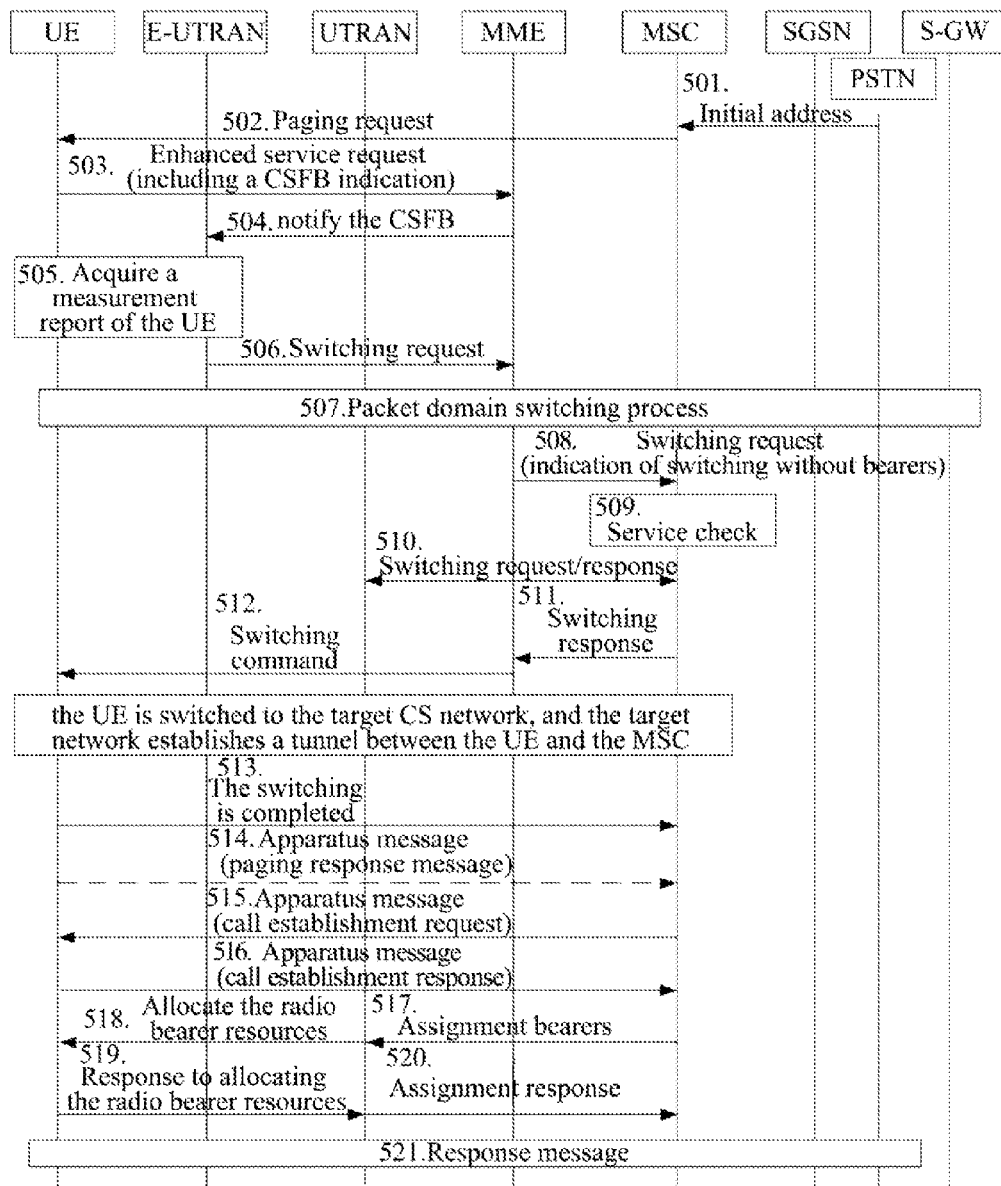 UE E-UTRAN UTRAN MME MSC SGSN S-GW
PSTN
501.
Initial address
502. Paging request
503. Enhanced service request
(including a CSFB indication)
504. notify the CSFB
505. Acquire a
measurement
report of the UE
506. Switching request
507. Packet domain switching process
508. Switching request
(indication of switching without bearers)
509.
Service check
510.
Switching request/response
511.
Switching
response
512.
Switching
command
the UE is switched to the target CS network, and the target
network establishes a tunnel between the UE and the MSC
513.
The switching
is completed
514. Apparatus message
(paging response message)
515. Apparatus message
(call establishment request)
516. Apparatus message
(call establishment response)
517.
Assignment bearers
518. Allocate the radio
bearer resources
519.
Response to allocating
the radio bearer resources
520.
Assignment response
521. Response message